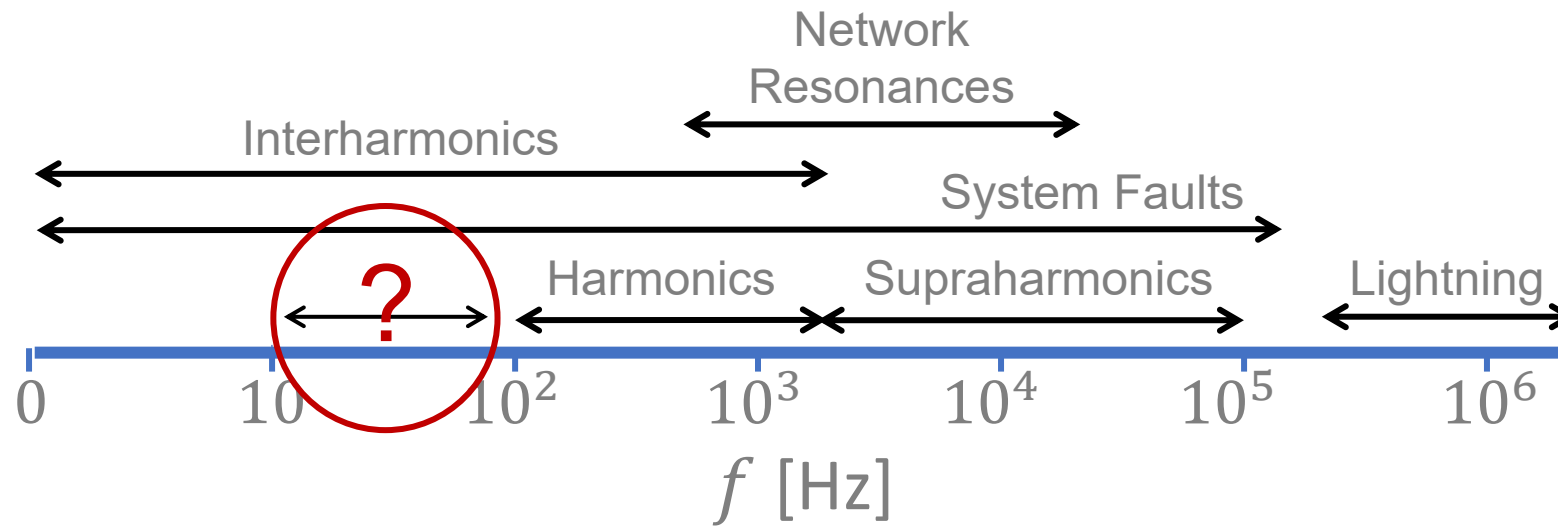 Network
Resonances
Interharmonics
System Faults
?
Harmonics
Supraharmonics
Lightning
0
10
10²
10³
10⁴
10⁵
10⁶
f [Hz]